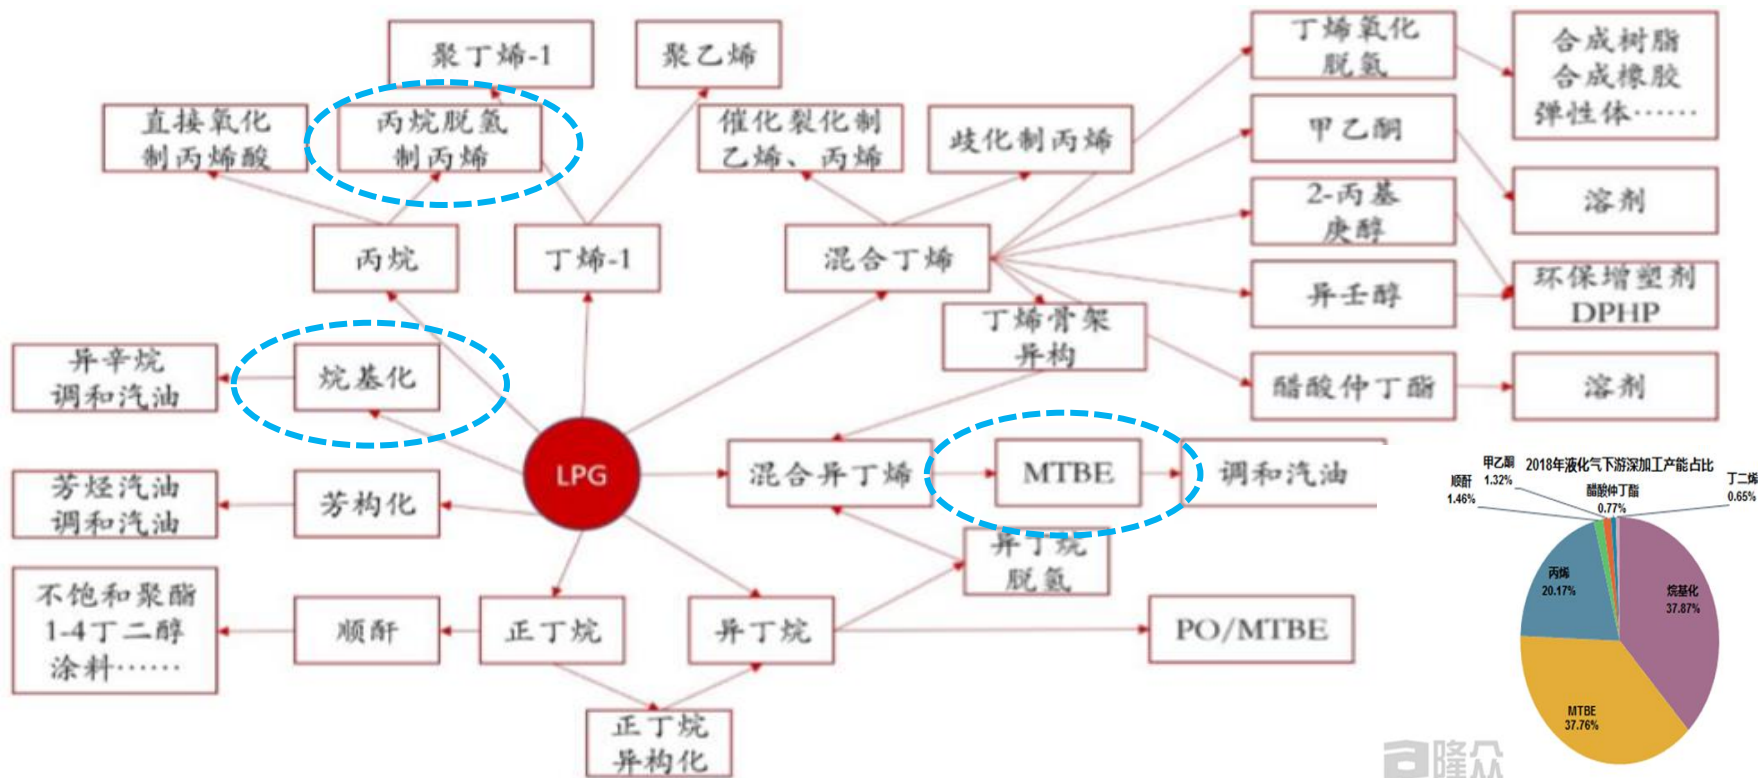 聚丁烯-1
聚乙烯
丁烯氧化
脱氢
合成树脂
合成橡胶
弹性体……
直接氧化
制丙烯酸
丙烷脱氢
制丙烯
催化裂化制
乙烯、丙烯
歧化制丙烯
甲乙酮
溶剂
2-丙基
庚醇
丙烷
丁烯-1
混合丁烯
异壬醇
环保增塑剂
DPHP
丁烯骨架
异构
异辛烷
调和汽油
烷基化
醋酸仲丁酯
溶剂
LPG
混合异丁烯
MTBE
调和汽油
芳烃汽油
调和汽油
芳构化
异丁烷
脱氢
不饱和聚酯
1-4丁二醇
涂料……
顺酐
正丁烷
异丁烷
PO/MTBE
正丁烷
异构化
2018年液化气下游深加工产能占比
甲乙酮
1.32%
顺酐
1.46%
醋酸仲丁酯
0.77%
丁二烯
0.65%
丙烯
20.17%
烷基化
37.87%
MTBE
37.76%
隆众